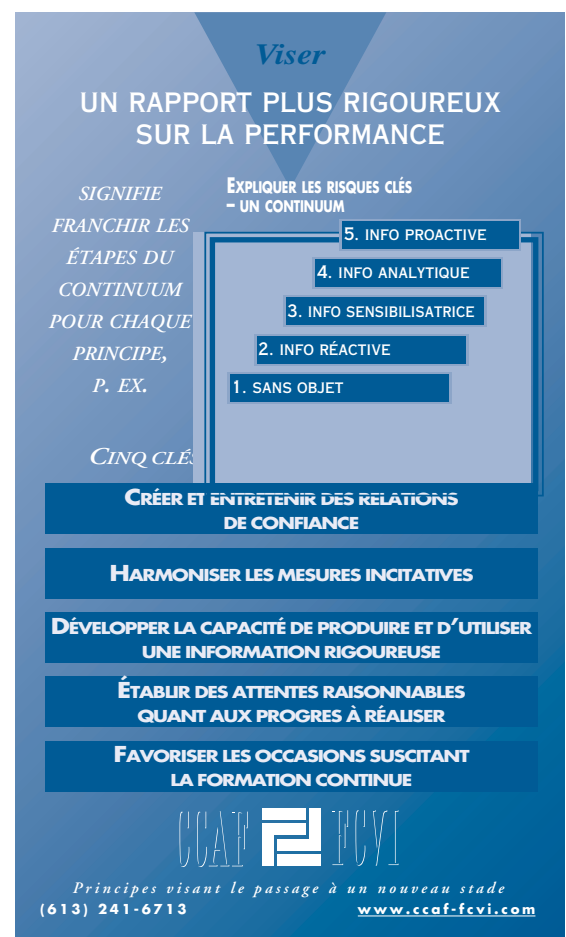 Viser
UN RAPPORT PLUS RIGOUREUX
SUR LA PERFORMANCE
SIGNIFIE
FRANCHIR LES
ÉTAPES DU
CONTINUUM
POUR CHAQUE
PRINCIPE,
P. EX.
EXPLIQUER LES RISQUES CLÉS
– UN CONTINUUM
5. INFO PROACTIVE
4. INFO ANALYTIQUE
3. INFO SENSIBILISATRICE
2. INFO RÉACTIVE
1. SANS OBJET
CINQ CLÉS
CRÉER ET ENTRETENIR DES RELATIONS
DE CONFIANCE
HARMONISER LES MESURES INCITATIVES
DÉVELOPPER LA CAPACITÉ DE PRODUIRE ET D’UTILISER
UNE INFORMATION RIGOUREUSE
ÉTABLIR DES ATTENTES RAISONNABLES
QUANT AUX PROGRES À RÉALISER
FAVORISER LES OCCASIONS SUSCITANT
LA FORMATION CONTINUE
CCAF FCVI
Principes visant le passage à un nouveau stade
(613) 241-6713 www.ccaf-fcvi.com